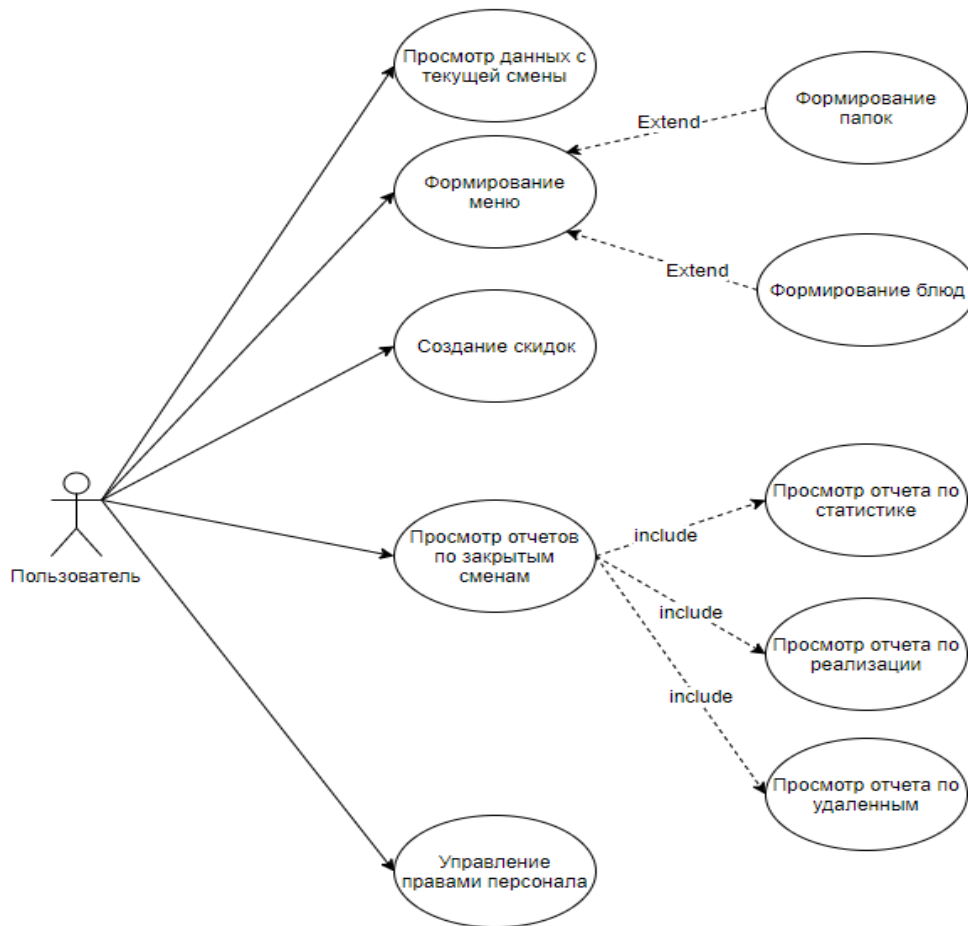 Просмотр данных с
текущей смены
Формирование
папок
Extend
Формирование
меню
Extend
Формирование блюд
Создание скидок
Пользователь
Просмотр отчетов
по закрытым
сменам
include
Просмотр отчета по
статистике
include
Просмотр отчета по
реализации
include
Просмотр отчета по
удаленным
Управление
правами персонала